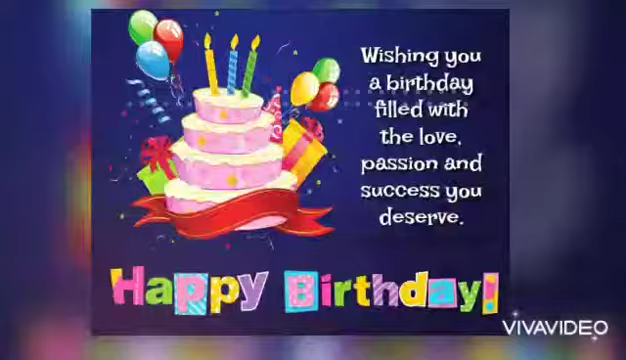 Wishing you
a birthday
filled with
the love,
passion and
success you
deserve.
Happy Birthday!
VIVAVIDEO